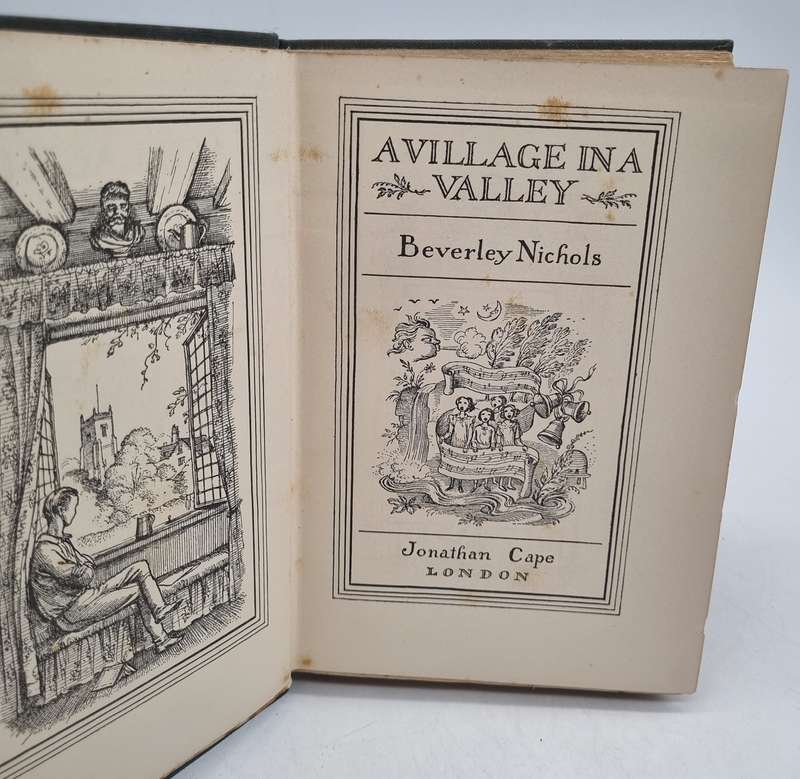 A VILLAGE IN A
VALLEY
Beverley Nichols
Jonathan Cape
LONDON